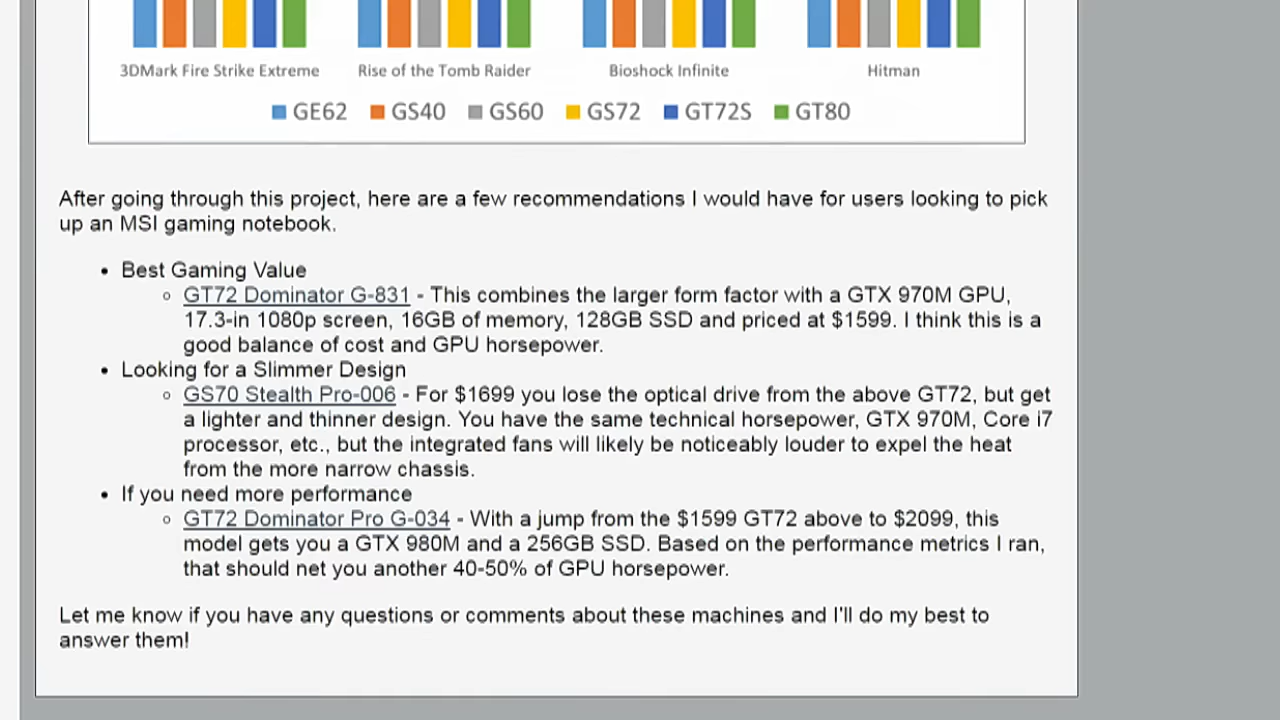 3DMark Fire Strike Extreme Rise of the Tomb Raider Bioshock Infinite Hitman
GE62 GS40 GS60 GS72 GT72S GT80
After going through this project, here are a few recommendations I would have for users looking to pick
up an MSI gaming notebook.
• Best Gaming Value
○ GT72 Dominator G-831 - This combines the larger form factor with a GTX 970M GPU,
17.3-in 1080p screen, 16GB of memory, 128GB SSD and priced at $1599. I think this is a
good balance of cost and GPU horsepower.
• Looking for a Slimmer Design
○ GS70 Stealth Pro-006 - For $1699 you lose the optical drive from the above GT72, but get
a lighter and thinner design. You have the same technical horsepower, GTX 970M, Core i7
processor, etc., but the integrated fans will likely be noticeably louder to expel the heat
from the more narrow chassis.
• If you need more performance
○ GT72 Dominator Pro G-034 - With a jump from the $1599 GT72 above to $2099, this
model gets you a GTX 980M and a 256GB SSD. Based on the performance metrics I ran,
that should net you another 40-50% of GPU horsepower.
Let me know if you have any questions or comments about these machines and I'll do my best to
answer them!